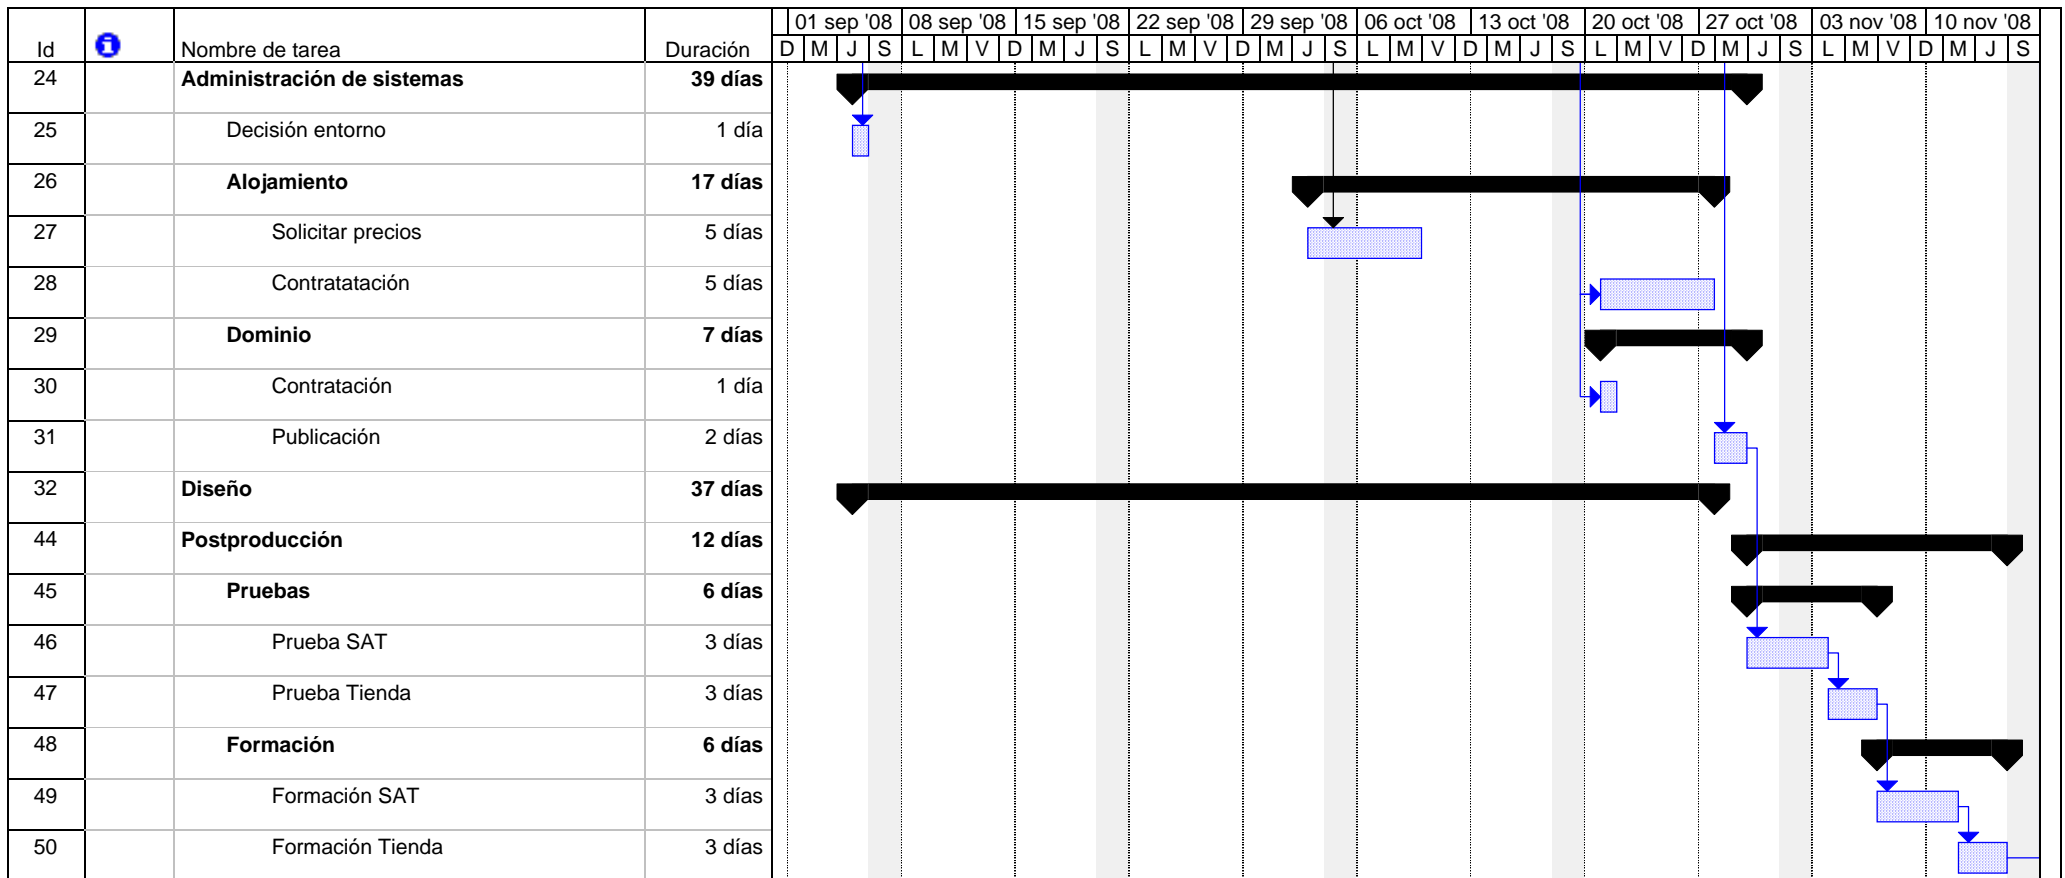 01 sep '08 08 sep '08 15 sep '08 22 sep '08 29 sep '08 06 oct '08 13 oct '08 20 oct '08 27 oct '08 03 nov '08 10 nov '08
Id Nombre de tarea Duración D M J S L M V D M J S L M V D M J S L M V D M J S L M V D M J S L M V D M J S
24 Administración de sistemas 39 días
25 Decisión entorno 1 día
26 Alojamiento 17 días
27 Solicitar precios 5 días
28 Contratatación 5 días
29 Dominio 7 días
30 Contratación 1 día
31 Publicación 2 días
32 Diseño 37 días
44 Postproducción 12 días
45 Pruebas 6 días
46 Prueba SAT 3 días
47 Prueba Tienda 3 días
48 Formación 6 días
49 Formación SAT 3 días
50 Formación Tienda 3 días